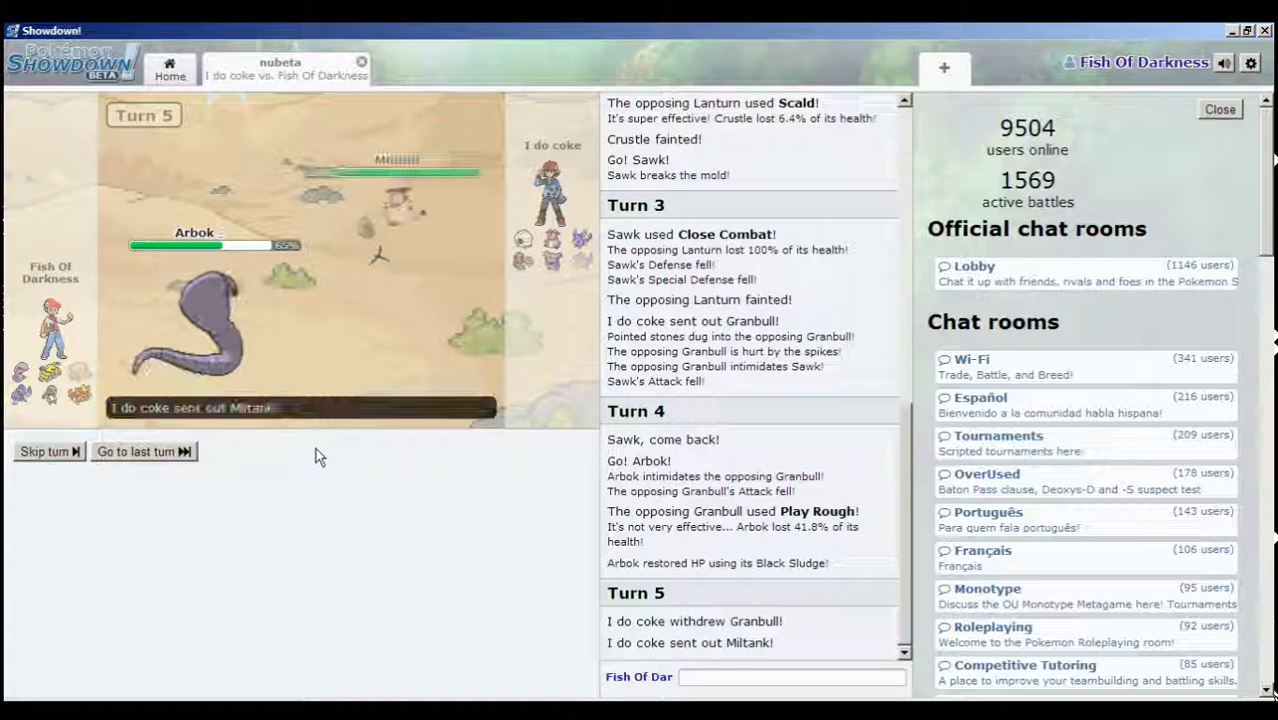 Showdown!
Pokémon
SHOWDOWN
BETA
Home
nubeta
I do coke vs. Fish Of Darkness
+
Fish Of Darkness
Turn 5
Fish Of
Darkness
Arbok
65%
I do coke
I do coke sent out Miltank
Skip turn
Go to last turn
The opposing Lanturn used Scald!
It's super effective! Crustle lost 6.4% of its health!
Crustle fainted!
Go! Sawk!
Sawk breaks the mold!
Turn 3
Sawk used Close Combat!
The opposing Lanturn lost 100% of its health!
Sawk's Defense fell!
Sawk's Special Defense fell!
The opposing Lanturn fainted!
I do coke sent out Granbull!
Pointed stones dug into the opposing Granbull!
The opposing Granbull is hurt by the spikes!
The opposing Granbull intimidates Sawk!
Sawk's Attack fell!
Turn 4
Sawk, come back!
Go! Arbok!
Arbok intimidates the opposing Granbull!
The opposing Granbull's Attack fell!
The opposing Granbull used Play Rough!
It's not very effective... Arbok lost 41.8% of its
health!
Arbok restored HP using its Black Sludge!
Turn 5
I do coke withdrew Granbull!
I do coke sent out Miltank!
Fish Of Dar
Close
9504
users online
1569
active battles
Official chat rooms
Lobby (1146 users)
Chat it up with friends, rivals and foes in the Pokemon S
Chat rooms
Wi-Fi (341 users)
Trade, Battle, and Breed!
Español (216 users)
Bienvenido a la comunidad habla hispana!
Tournaments (209 users)
Scripted tournaments here
OverUsed (178 users)
Baton Pass clause, Deoxys-D and -S suspect test
Português (143 users)
Para quem fala português!
Français (106 users)
Français
Monotype (95 users)
Discuss the OU Monotype Metagame here! Tournaments
Roleplaying (92 users)
Welcome to the Pokemon Roleplaying room!
Competitive Tutoring (85 users)
A place to improve your teambuilding and battling skills.